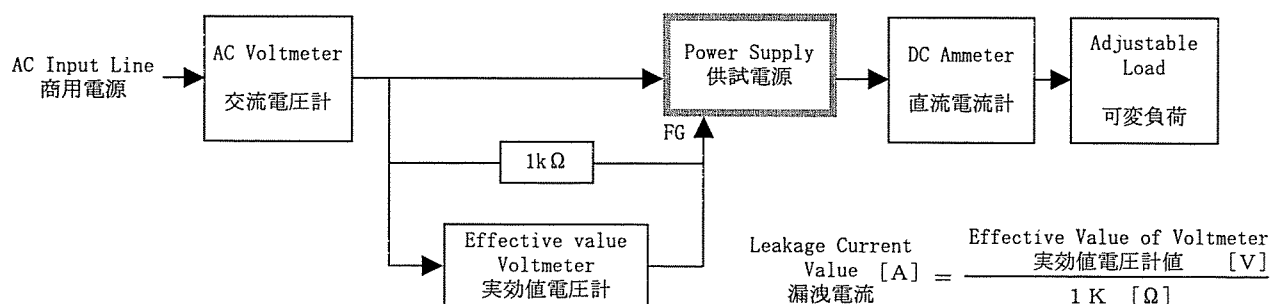 AC Input Line
商用電源
AC Voltmeter
交流電圧計
Power Supply
供試電源
DC Ammeter
直流電流計
Adjustable
Load
可変負荷
FG
1kΩ
Effective value
Voltmeter
実効値電圧計
Leakage Current
Value [A]
漏洩電流
=
Effective Value of Voltmeter
実効値電圧計値 [V]
1 K [Ω]